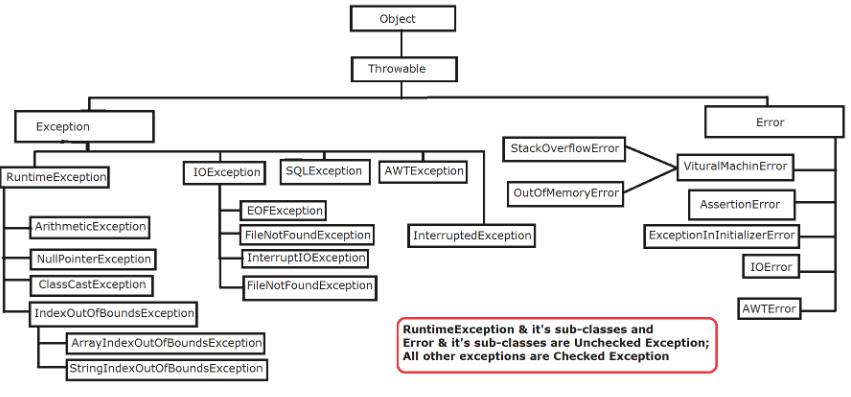 Object
Throwable
Exception
Error
StackOverflowError
VituralMachinError
RuntimeException
IOException
SQLException
AWTException
OutOfMemoryError
AssertionError
EOFException
ArithmeticException
FileNotFoundException
InterruptedException
ExceptionInInitializerError
NullPointerException
InterruptIOException
IOError
ClassCastException
FileNotFoundException
IndexOutOfBoundsException
AWTError
ArrayIndexOutOfBoundsException
StringIndexOutOfBoundsException
RuntimeException & it's sub-classes and
Error & it's sub-classes are Unchecked Exception;
All other exceptions are Checked Exception